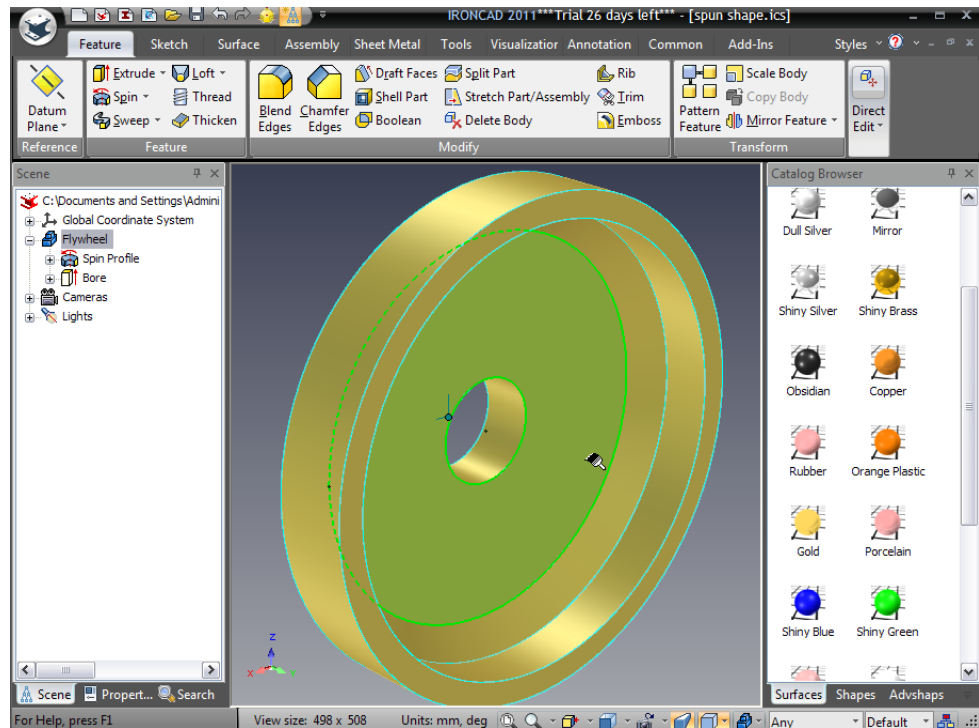 IRONCAD 2011***Trial 26 days left*** - [spun shape.ics]
Feature Sketch Surface Assembly Sheet Metal Tools Visualization Annotation Common Add-Ins Styles
Datum Plane
Reference
Extrude Loft
Spin Thread
Sweep Thicken
Feature
Blend Edges
Chamfer Edges
Draft Faces Split Part Rib
Shell Part Stretch Part/Assembly Trim
Boolean Delete Body Emboss
Modify
Pattern Feature
Scale Body
Copy Body
Mirror Feature
Transform
Direct Edit
Scene
C:\Documents and Settings\Admini
Global Coordinate System
Flywheel
Spin Profile
Bore
Cameras
Lights
Z
X
Catalog Browser
Dull Silver Mirror
Shiny Silver Shiny Brass
Obsidian Copper
Rubber Orange Plastic
Gold Porcelain
Shiny Blue Shiny Green
Scene Propert... Search
Surfaces Shapes Advshaps
For Help, press F1 View size: 498 x 508 Units: mm, deg Any Default